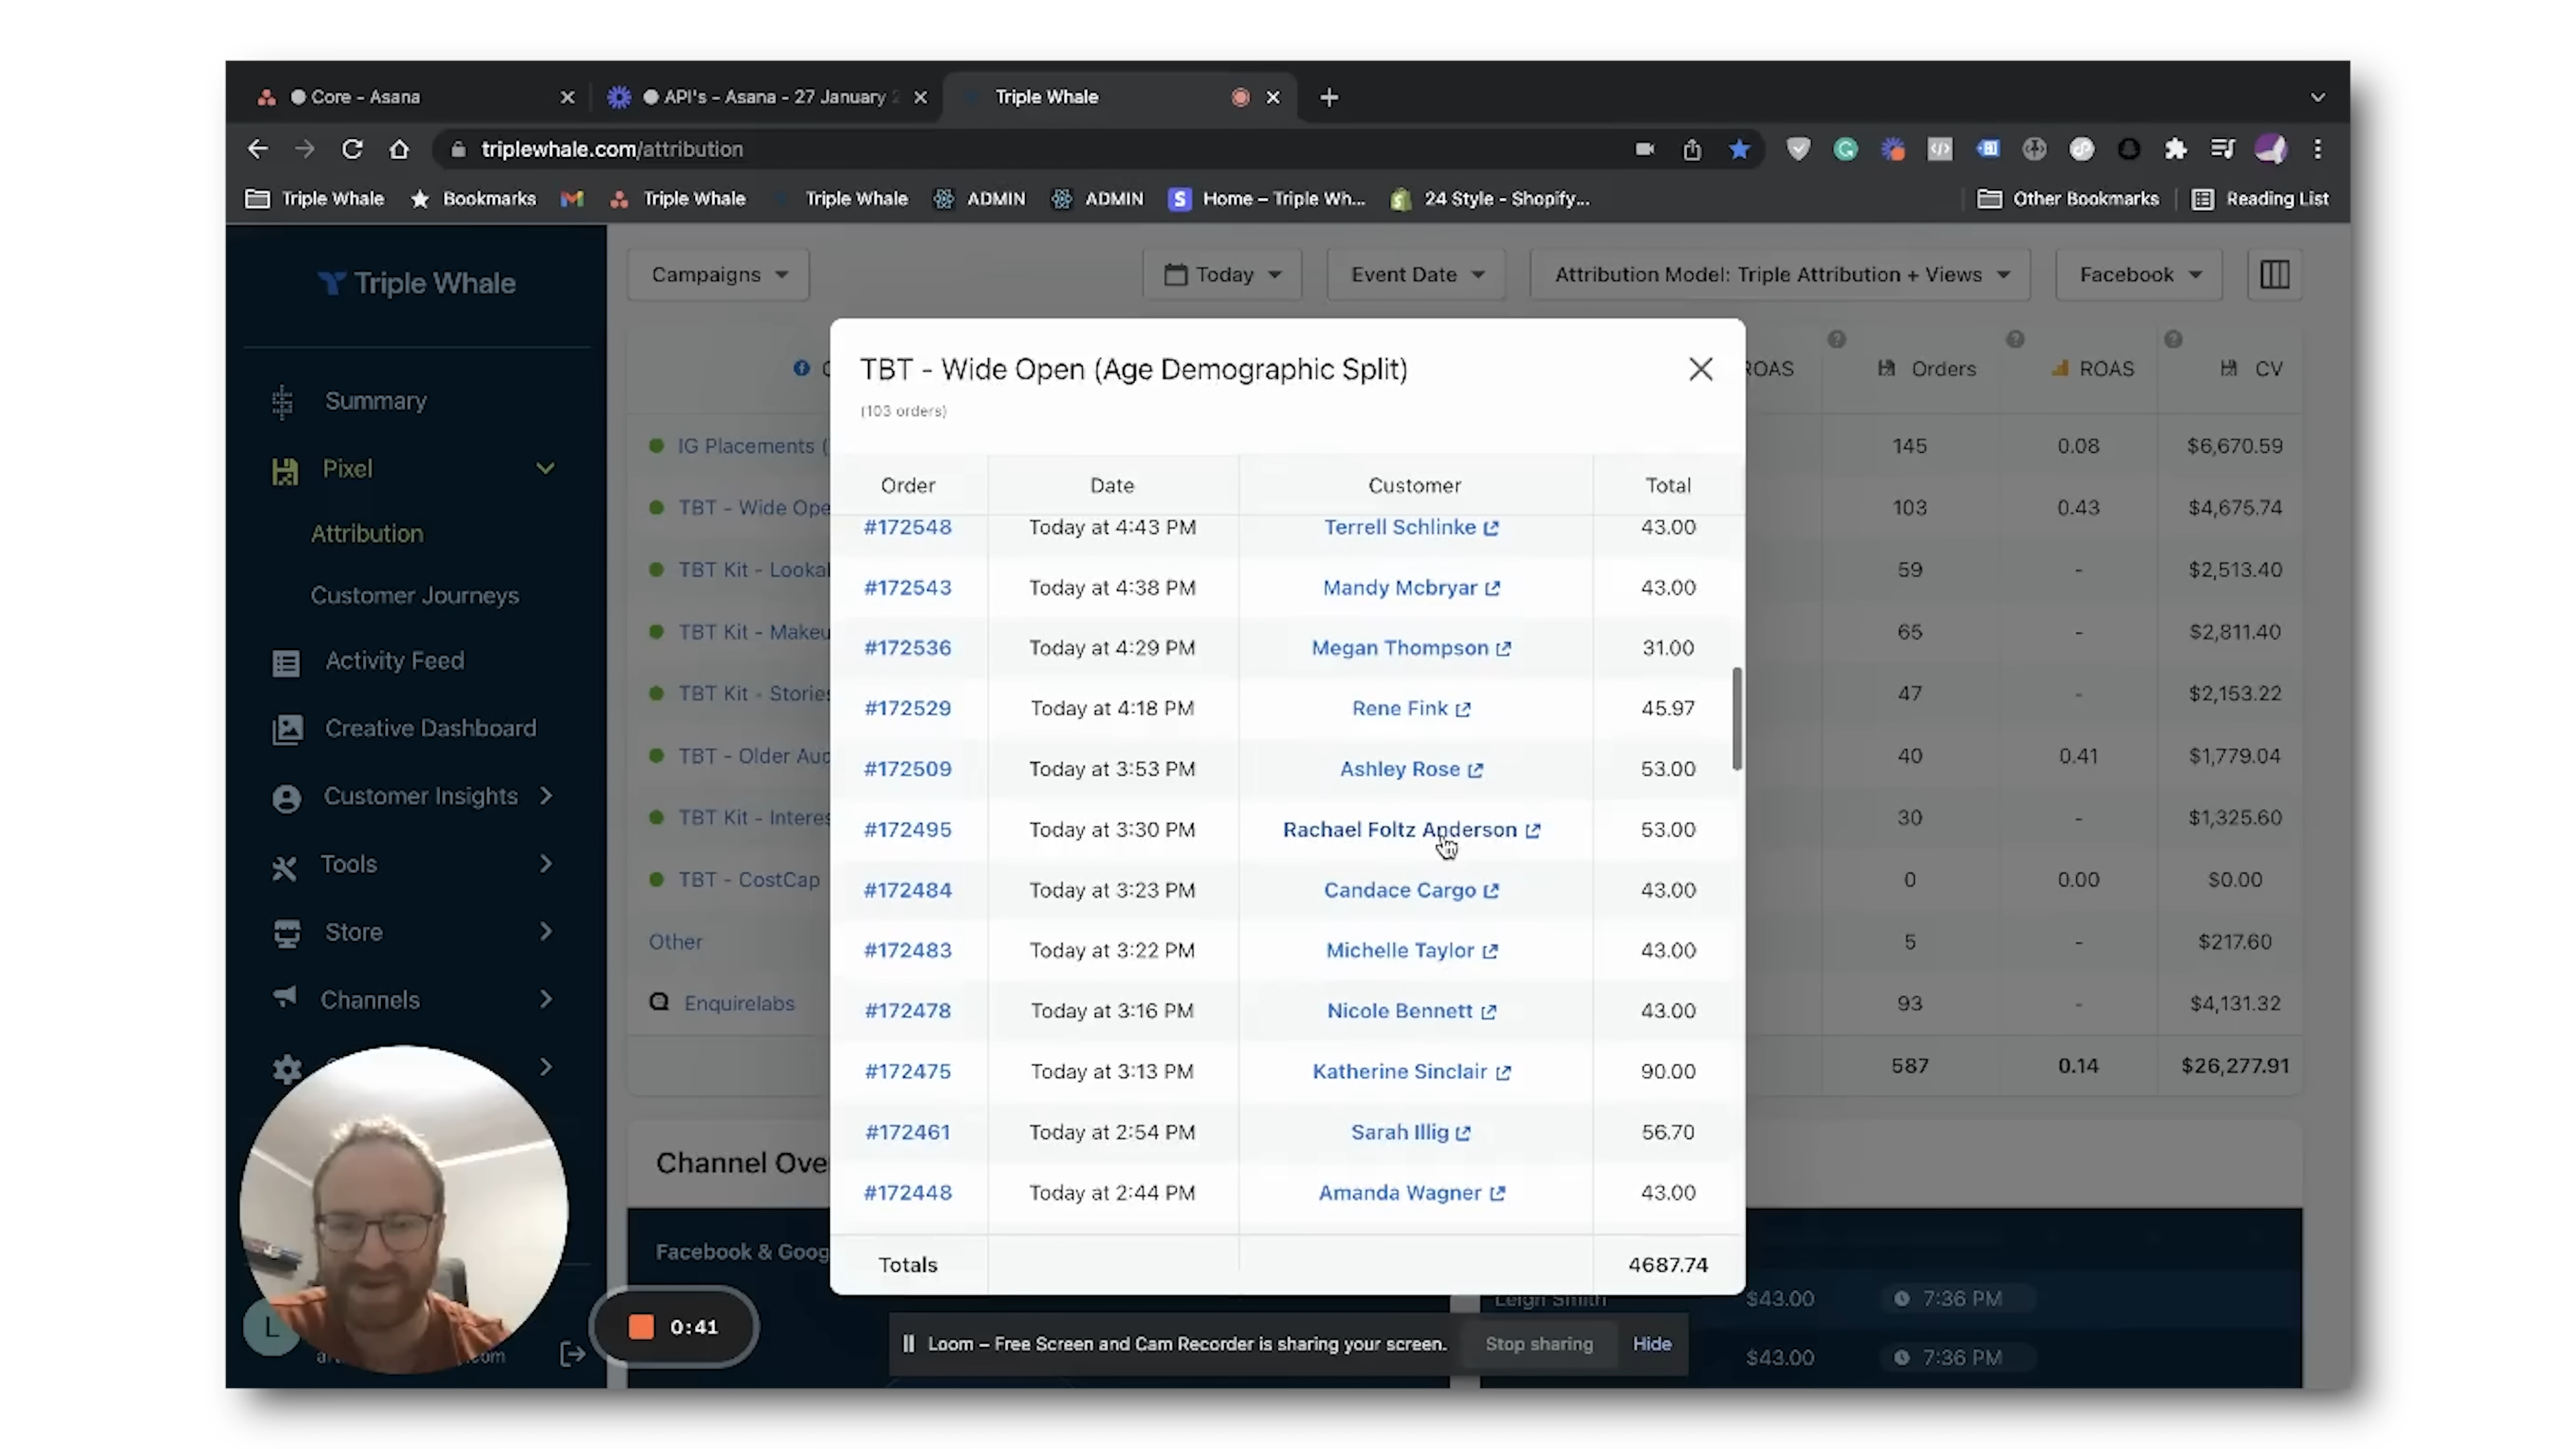 Core - Asana
API's - Asana - 27 January 2
Triple Whale
triplewhale.com/attribution
Triple Whale
Bookmarks
Triple Whale
Triple Whale
ADMIN
ADMIN
Home – Triple Wh...
24 Style - Shopify...
Other Bookmarks
Reading List
Triple Whale
Summary
Pixel
Attribution
Customer Journeys
Activity Feed
Creative Dashboard
Customer Insights
Tools
Store
Channels
L
0:41
Campaigns
Today
Event Date
Attribution Model: Triple Attribution + Views
Facebook
ROAS Orders ROAS CV
IG Placements ( 145 0.08 $6,670.59
TBT - Wide Ope 103 0.43 $4,675.74
TBT Kit - Lookal 59 - $2,513.40
TBT Kit - Makeu 65 - $2,811.40
TBT Kit - Stories 47 - $2,153.22
TBT - Older Aud 40 0.41 $1,779.04
TBT Kit - Interes 30 - $1,325.60
TBT - CostCap 0 0.00 $0.00
Other 5 - $217.60
Enquirelabs 93 - $4,131.32
587 0.14 $26,277.91
TBT - Wide Open (Age Demographic Split)
(103 orders)
Order Date Customer Total
#172548 Today at 4:43 PM Terrell Schlinke 43.00
#172543 Today at 4:38 PM Mandy Mcbryar 43.00
#172536 Today at 4:29 PM Megan Thompson 31.00
#172529 Today at 4:18 PM Rene Fink 45.97
#172509 Today at 3:53 PM Ashley Rose 53.00
#172495 Today at 3:30 PM Rachael Foltz Anderson 53.00
#172484 Today at 3:23 PM Candace Cargo 43.00
#172483 Today at 3:22 PM Michelle Taylor 43.00
#172478 Today at 3:16 PM Nicole Bennett 43.00
#172475 Today at 3:13 PM Katherine Sinclair 90.00
#172461 Today at 2:54 PM Sarah Illig 56.70
#172448 Today at 2:44 PM Amanda Wagner 43.00
Totals 4687.74
Channel Ove
Facebook & Goog
Leigh Smith $43.00 7:36 PM
$43.00 7:36 PM
Loom – Free Screen and Cam Recorder is sharing your screen.
Stop sharing
Hide